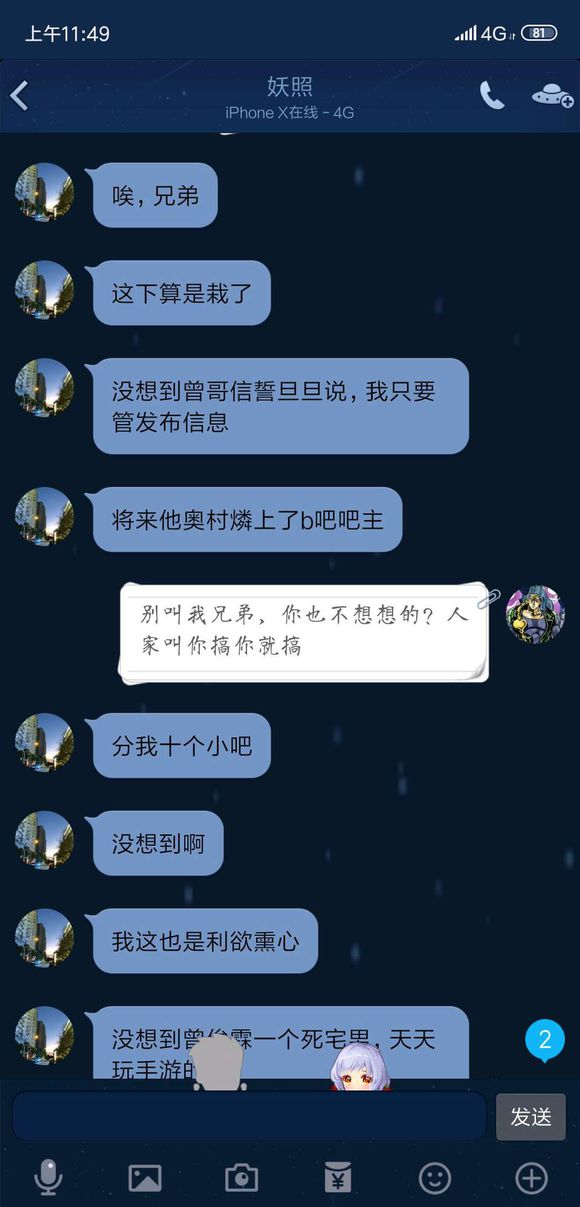 上午11:49
4G
81
妖照
iPhone X在线 - 4G
唉，兄弟
这下算是栽了
没想到曾哥信誓旦旦说，我只要
管发布信息
将来他奥村燐上了b吧吧主
别叫我兄弟，你也不想想的？人
家叫你搞你就搞
分我十个小吧
没想到啊
我这也是利欲熏心
没想到曾俊霖一个死宅男，天天
玩手游的
2
发送